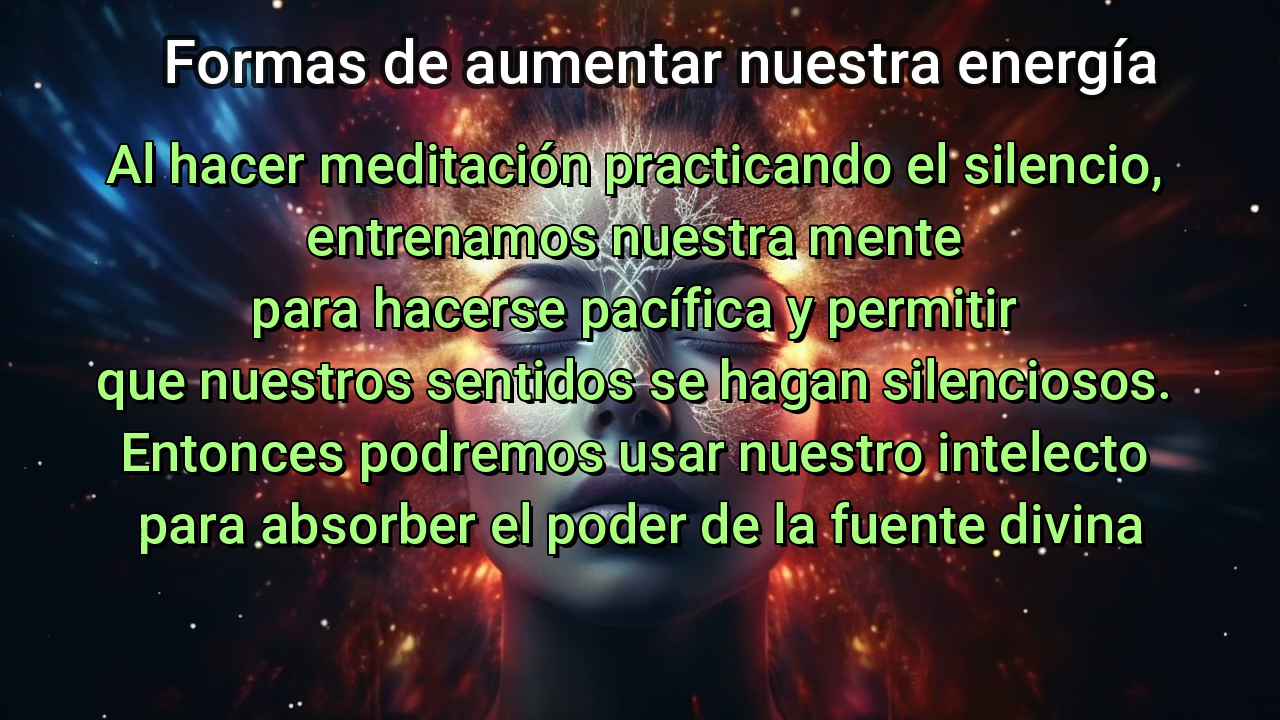 Formas de aumentar nuestra energía
Al hacer meditación practicando el silencio,
entrenamos nuestra mente
para hacerse pacífica y permitir
que nuestros sentidos se hagan silenciosos.
Entonces podremos usar nuestro intelecto
para absorber el poder de la fuente divina